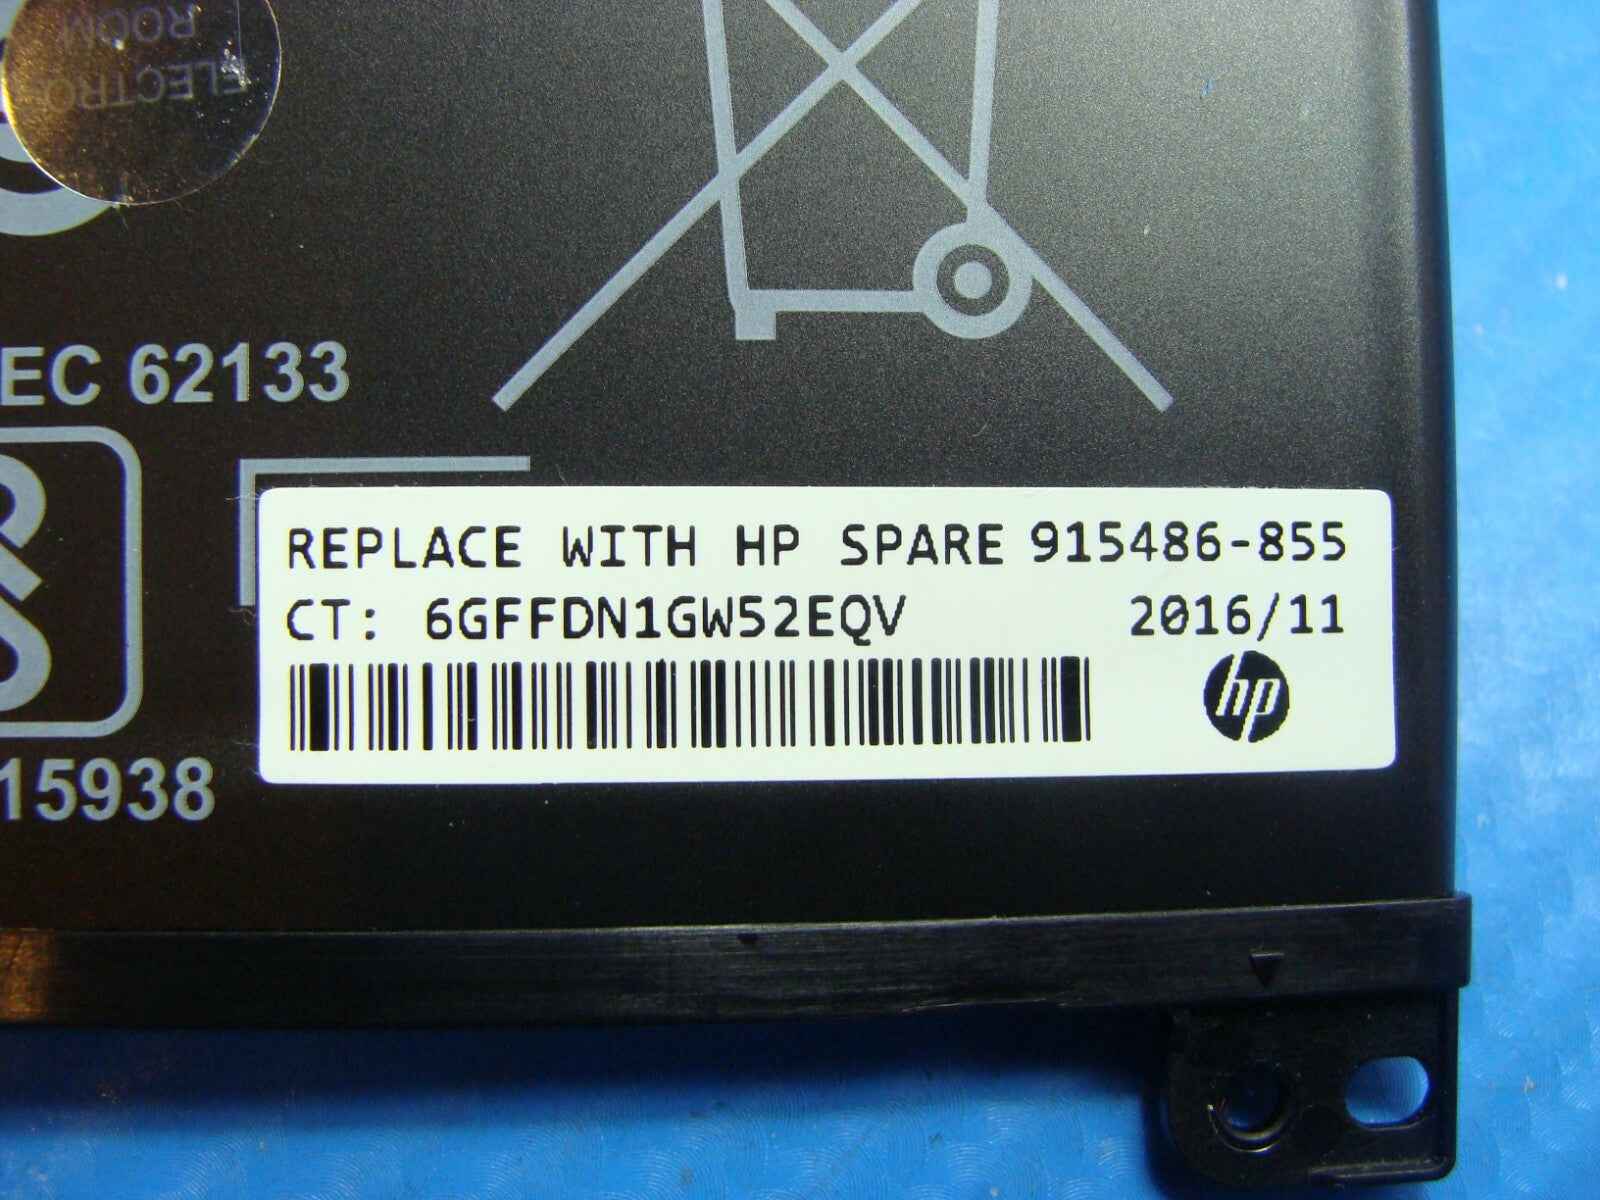 ROOM
ELECTRO
EC 62133
REPLACE WITH HP SPARE 915486-855
CT: 6GFFDN1GW52EQV 2016/11
hp
15938